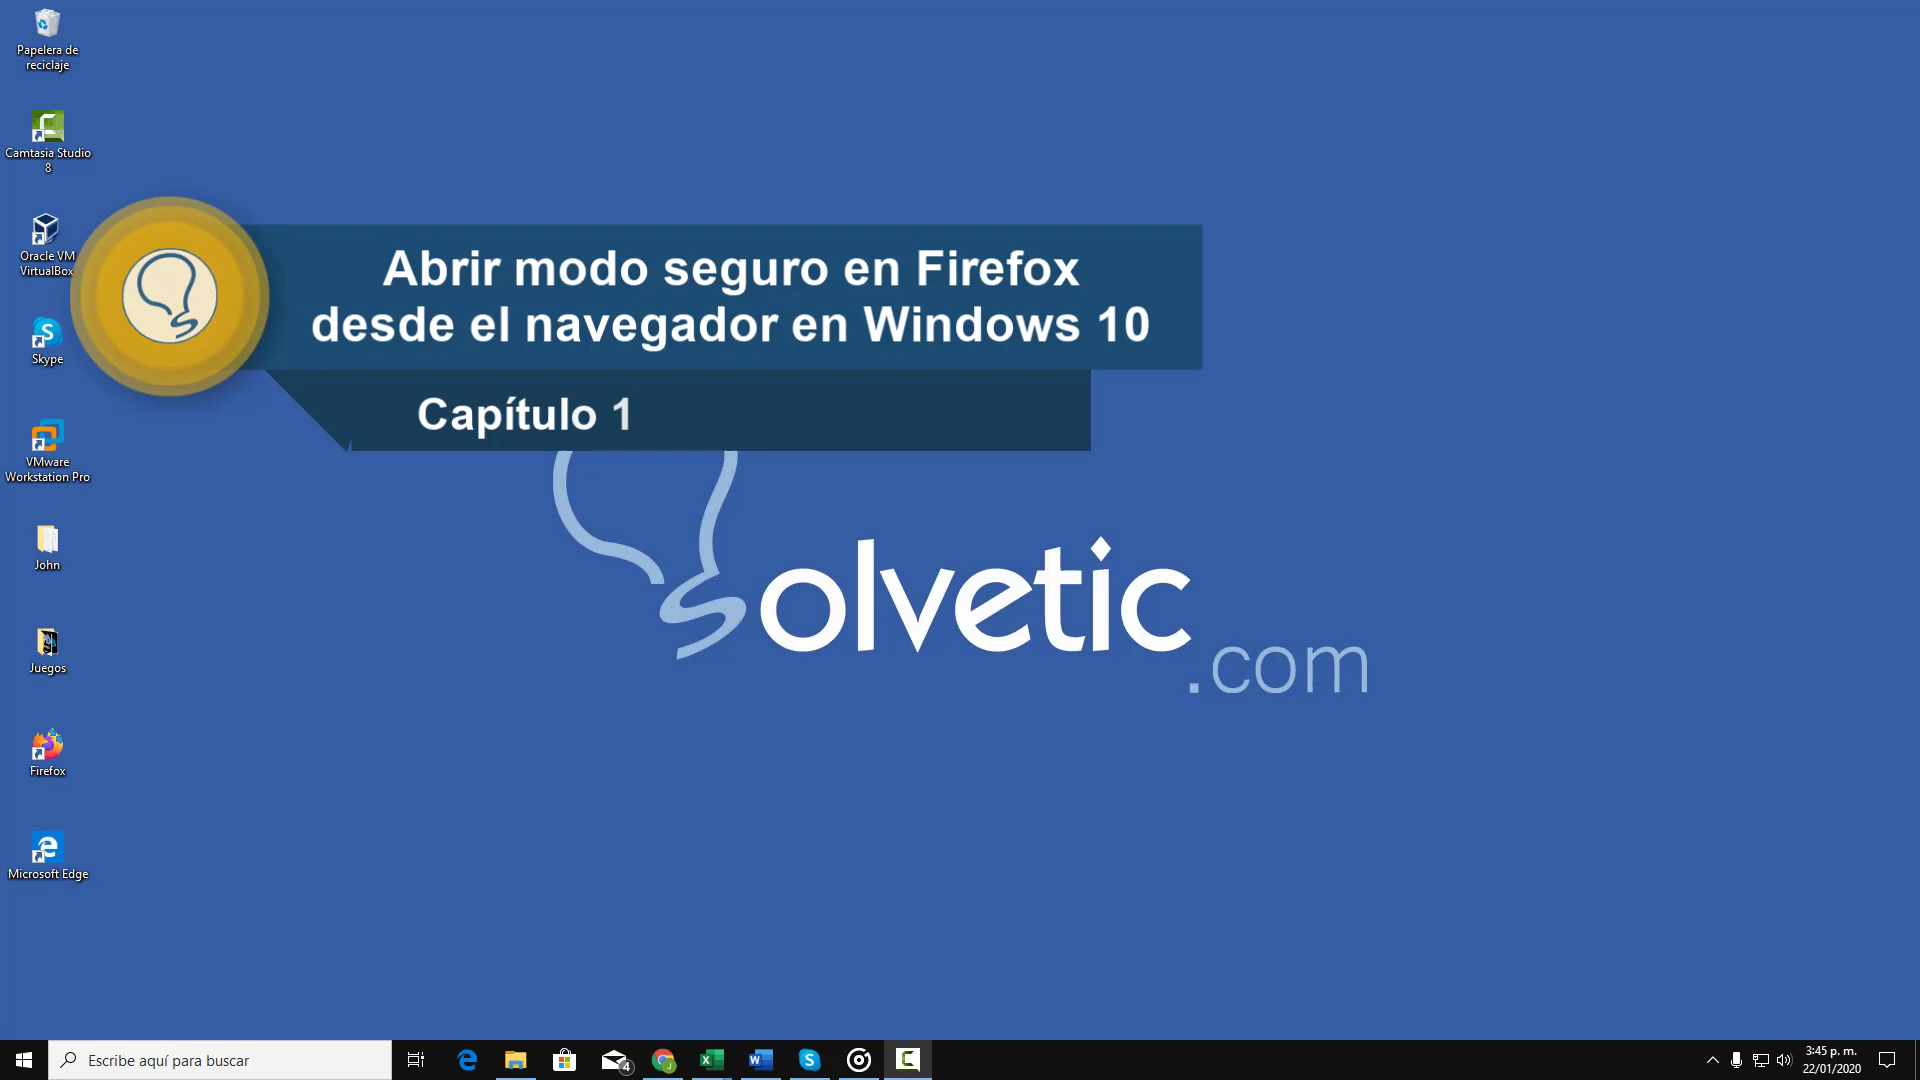 Papelera de
reciclaje
Camtasia Studio
8
Oracle VM
VirtualBox
Skype
VMware
Workstation Pro
John
Juegos
Firefox
Microsoft Edge
Abrir modo seguro en Firefox
desde el navegador en Windows 10
Capítulo 1
solvetic
.com
Escribe aquí para buscar
4
3:45 p. m.
22/01/2020